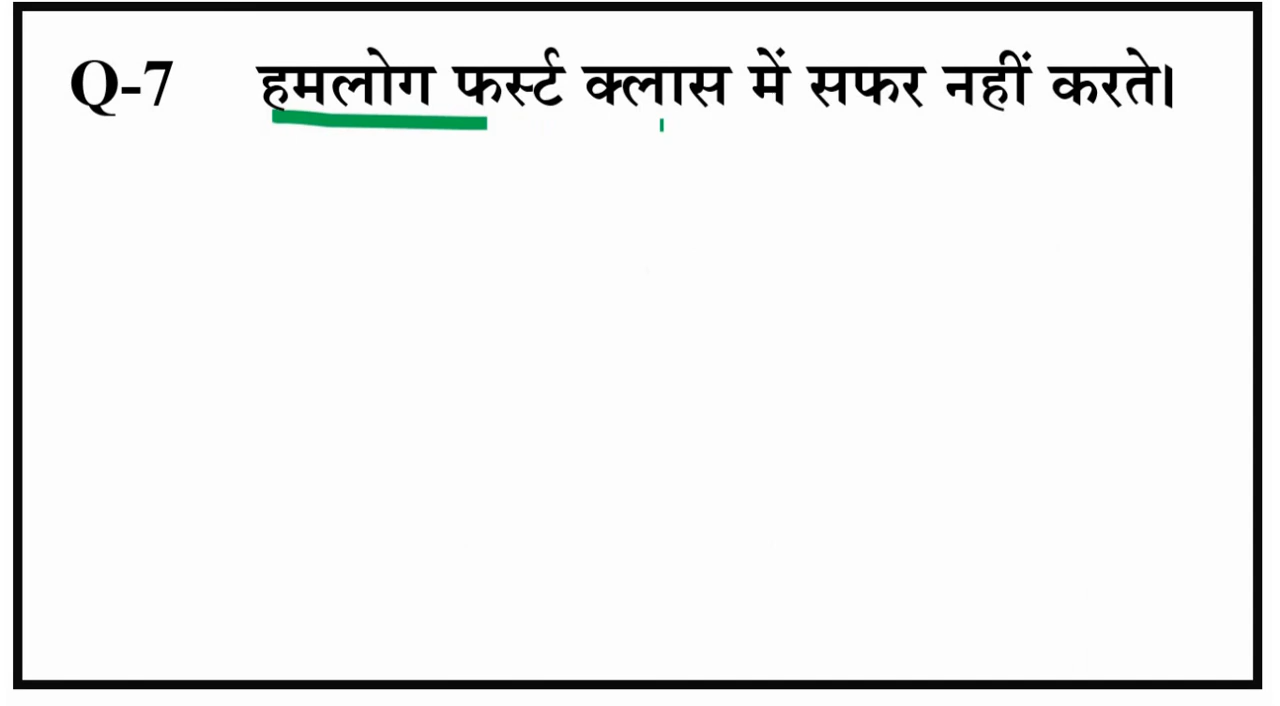 Q-7 हमलोग फर्स्ट क्लास में सफर नहीं करते।